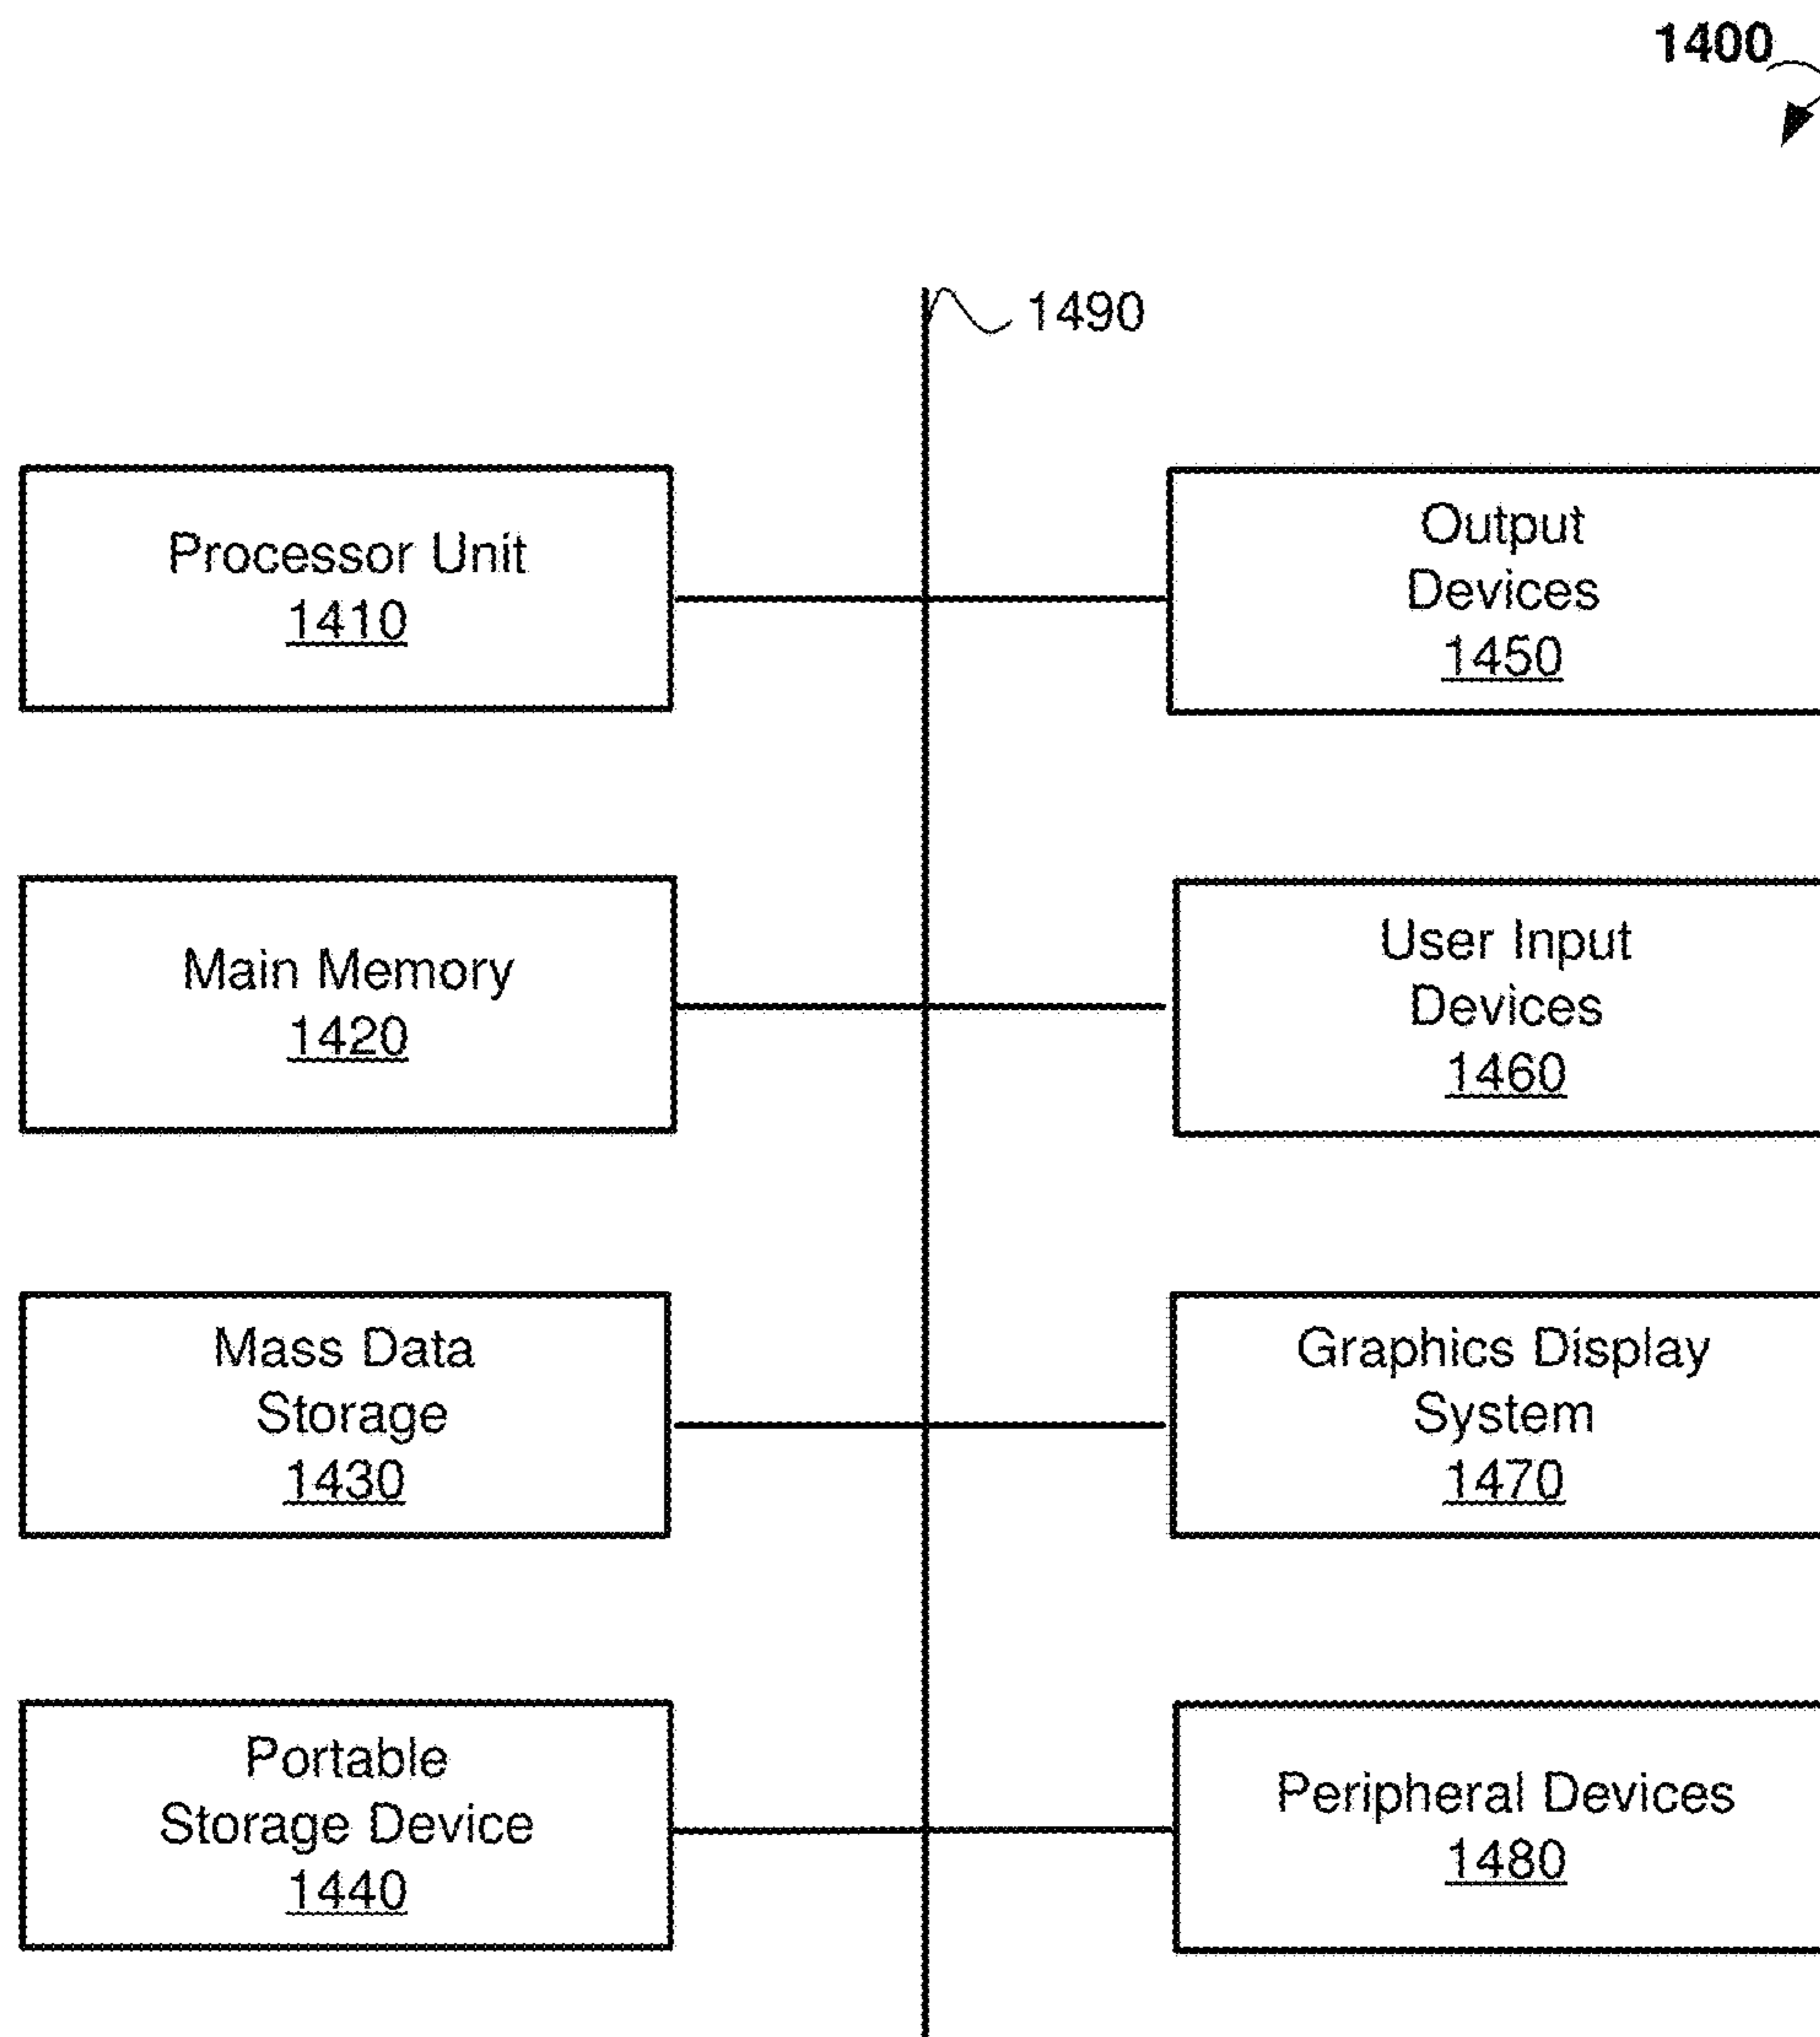 1400
1490
Processor Unit
1410
Output
Devices
1450
Main Memory
1420
User Input
Devices
1460
Mass Data
Storage
1430
Graphics Display
System
1470
Portable
Storage Device
1440
Peripheral Devices
1480